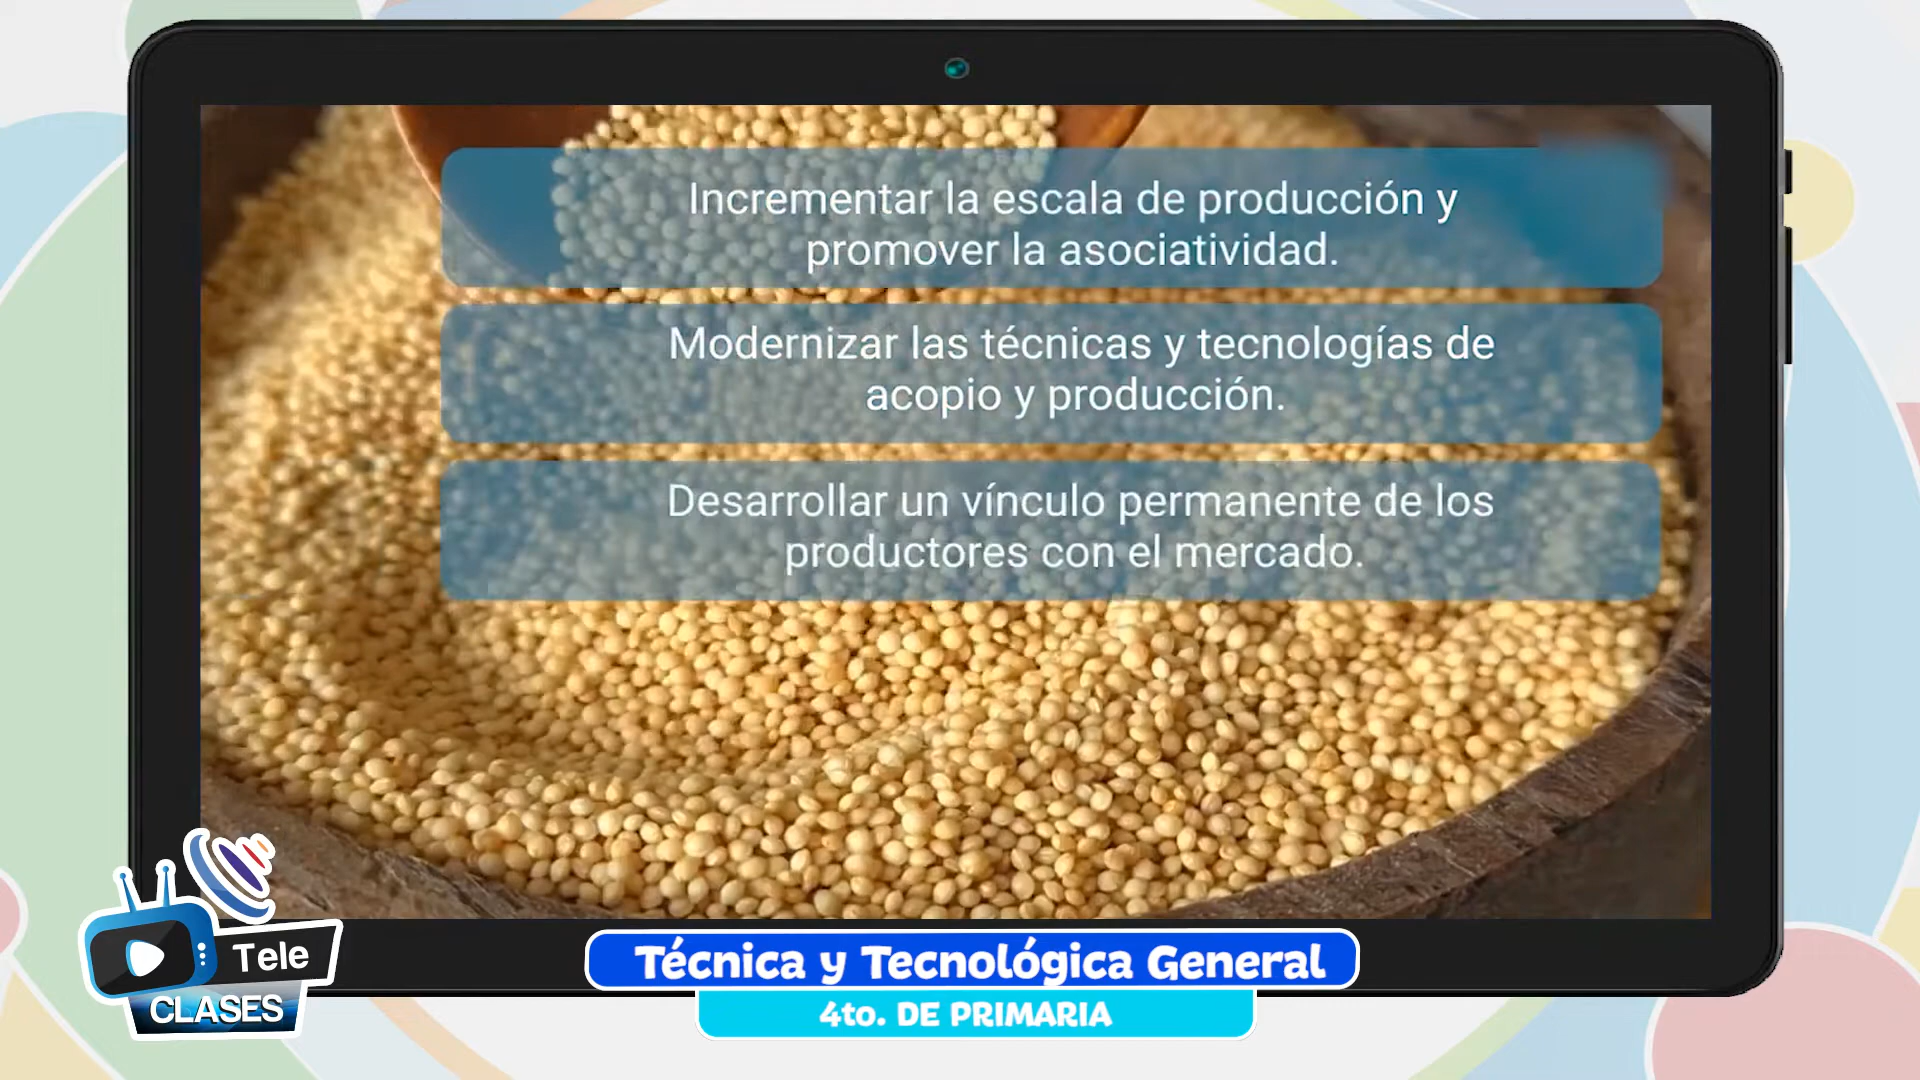 Incrementar la escala de producción y
promover la asociatividad.
Modernizar las técnicas y tecnologías de
acopio y producción.
Desarrollar un vínculo permanente de los
productores con el mercado.
Tele
CLASES
Técnica y Tecnológica General
4to. DE PRIMARIA